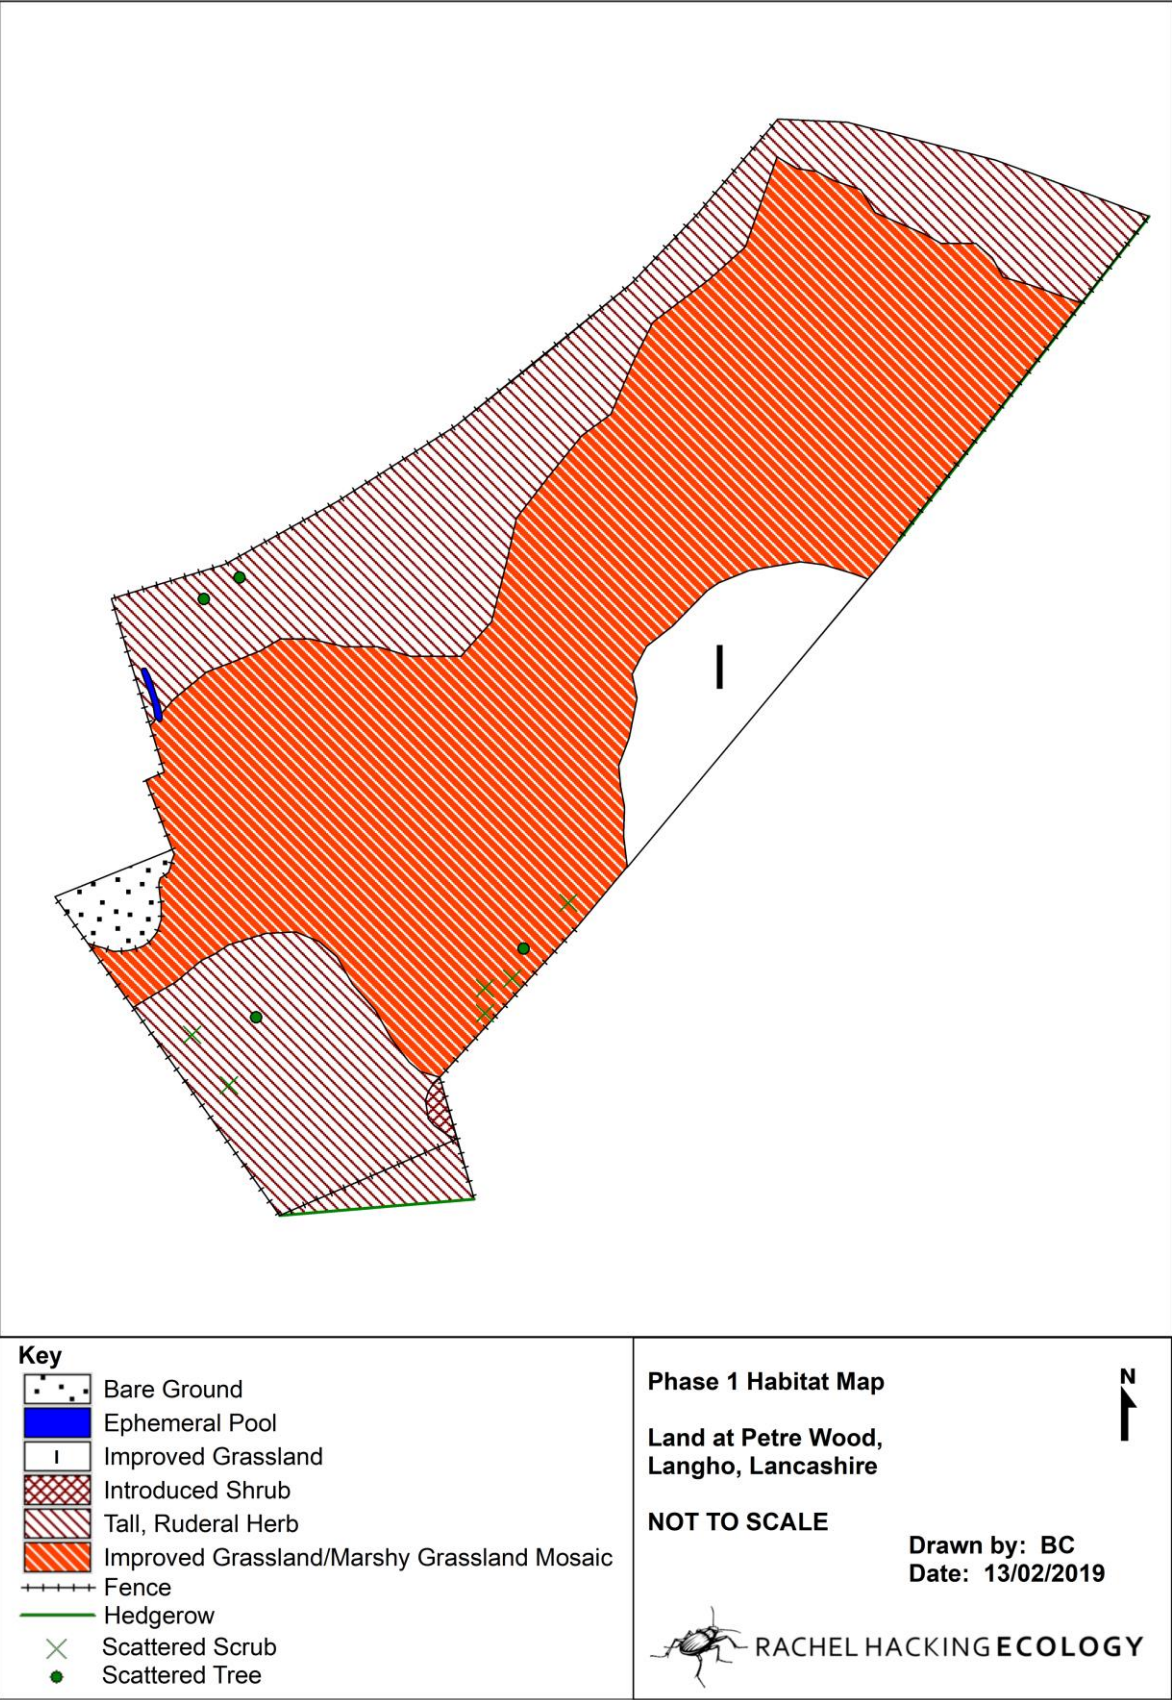 I
Key
Bare Ground
Ephemeral Pool
I Improved Grassland
Introduced Shrub
Tall, Ruderal Herb
Improved Grassland/Marshy Grassland Mosaic
Fence
Hedgerow
Scattered Scrub
Scattered Tree
Phase 1 Habitat Map
N
Land at Petre Wood,
Langho, Lancashire
NOT TO SCALE
Drawn by: BC
Date: 13/02/2019
RACHEL HACKING ECOLOGY